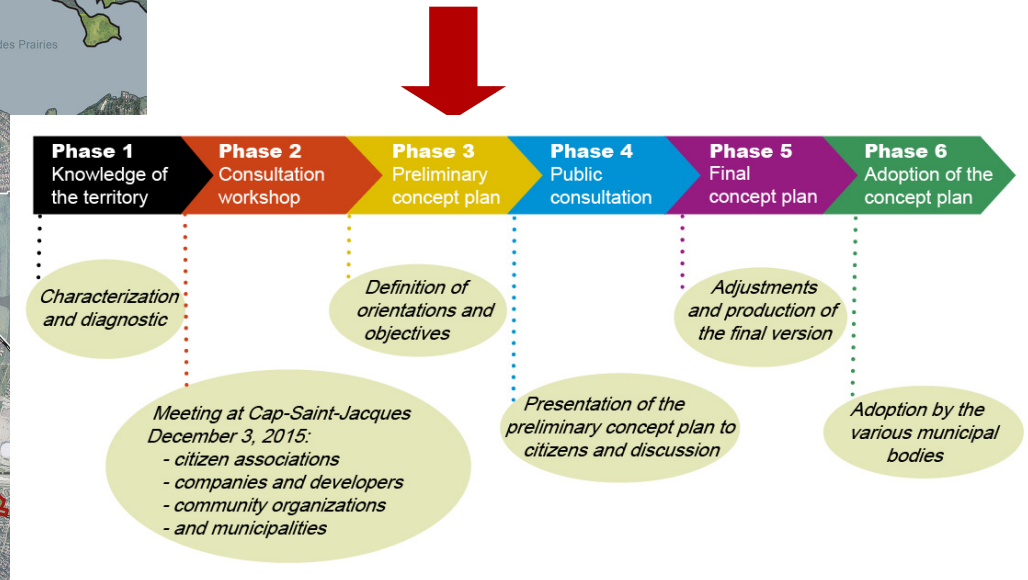 des Prairies
Phase 1
Knowledge of
the territory
Phase 2
Consultation
workshop
Phase 3
Preliminary
concept plan
Phase 4
Public
consultation
Phase 5
Final
concept plan
Phase 6
Adoption of the
concept plan
Characterization
and diagnostic
Definition of
orientations and
objectives
Adjustments
and production of
the final version
Meeting at Cap-Saint-Jacques
December 3, 2015:
- citizen associations
- companies and developers
- community organizations
- and municipalities
Presentation of the
preliminary concept plan to
citizens and discussion
Adoption by the
various municipal
bodies